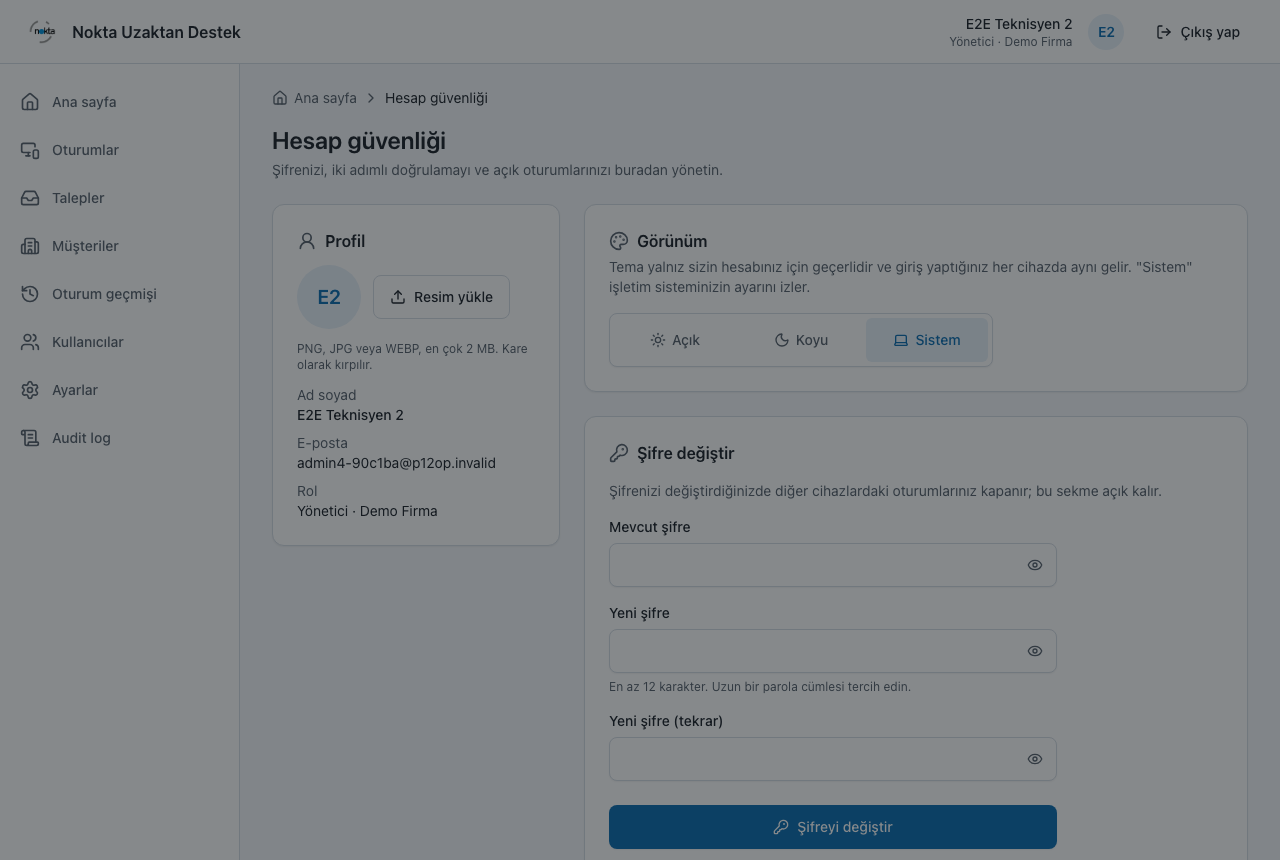 nokta
Nokta Uzaktan Destek
E2E Teknisyen 2
Yönetici · Demo Firma
E2
Çıkış yap
Ana sayfa
Oturumlar
Talepler
Müşteriler
Oturum geçmişi
Kullanıcılar
Ayarlar
Audit log
Ana sayfa
Hesap güvenliği
Hesap güvenliği
Şifrenizi, iki adımlı doğrulamayı ve açık oturumlarınızı buradan yönetin.
Profil
E2
Resim yükle
PNG, JPG veya WEBP, en çok 2 MB. Kare
olarak kırpılır.
Ad soyad
E2E Teknisyen 2
E-posta
admin4-90c1ba@p12op.invalid
Rol
Yönetici · Demo Firma
Görünüm
Tema yalnız sizin hesabınız için geçerlidir ve giriş yaptığınız her cihazda aynı gelir. "Sistem"
işletim sisteminizin ayarını izler.
Açık
Koyu
Sistem
Şifre değiştir
Şifrenizi değiştirdiğinizde diğer cihazlardaki oturumlarınız kapanır; bu sekme açık kalır.
Mevcut şifre
Yeni şifre
En az 12 karakter. Uzun bir parola cümlesi tercih edin.
Yeni şifre (tekrar)
Şifreyi değiştir